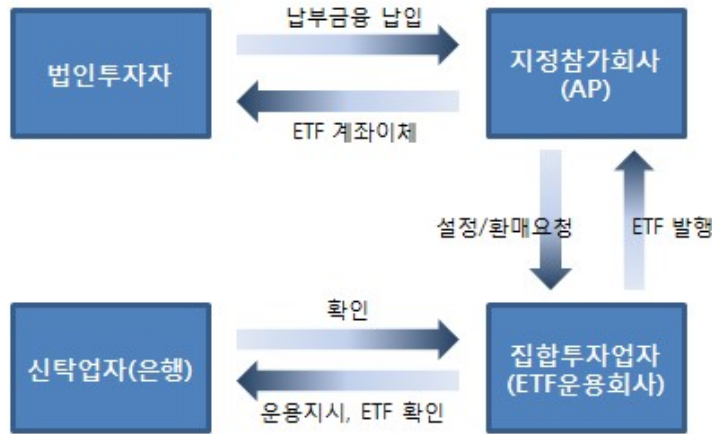 납부금융 납입
법인투자자
지정참가회사
(AP)
ETF 계좌이체
설정/환매요청
ETF 발행
확인
신탁업자(은행)
집합투자업자
(ETF운용회사)
운용지시, ETF 확인